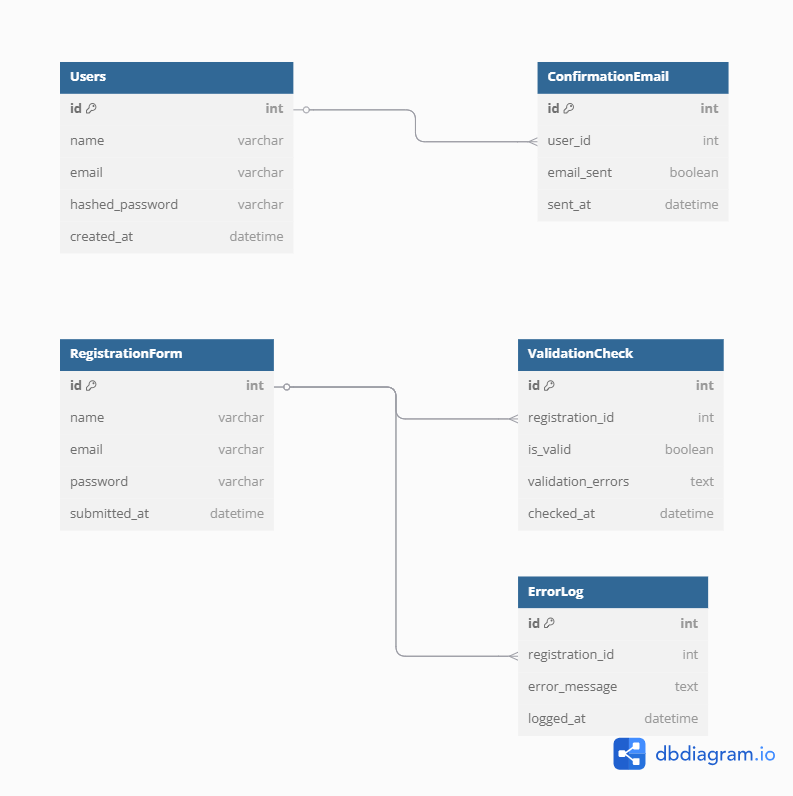 Users
id int
name varchar
email varchar
hashed_password varchar
created_at datetime
ConfirmationEmail
id int
user_id int
email_sent boolean
sent_at datetime
RegistrationForm
id int
name varchar
email varchar
password varchar
submitted_at datetime
ValidationCheck
id int
registration_id int
is_valid boolean
validation_errors text
checked_at datetime
ErrorLog
id int
registration_id int
error_message text
logged_at datetime
dbdiagram.io